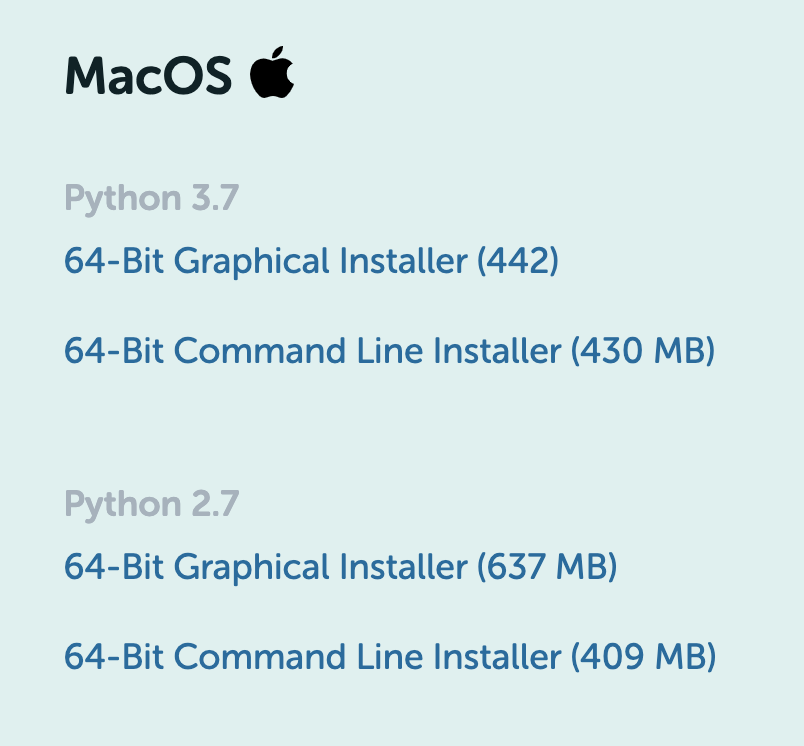 MacOS
Python 3.7
64-Bit Graphical Installer (442)
64-Bit Command Line Installer (430 MB)
Python 2.7
64-Bit Graphical Installer (637 MB)
64-Bit Command Line Installer (409 MB)